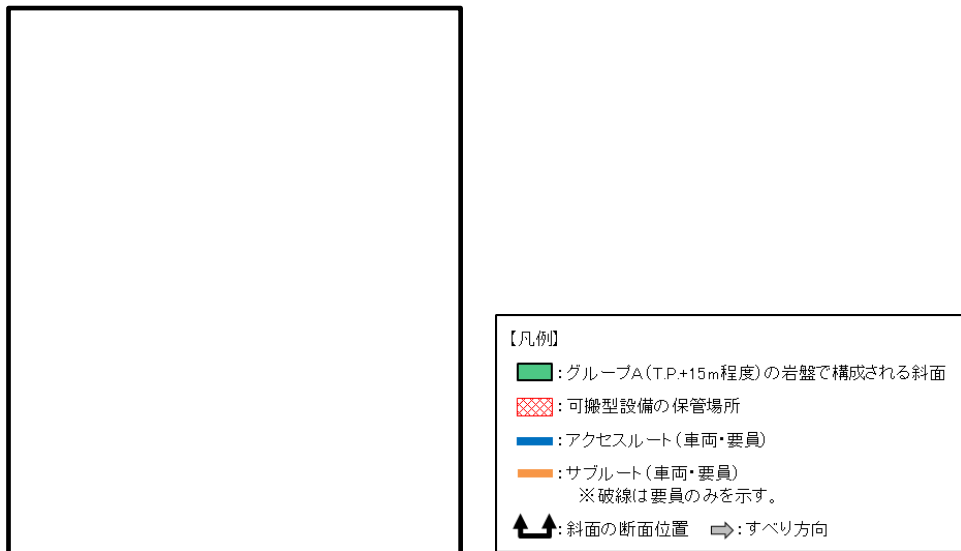 【凡例】
：グループA(T.P.+15m程度)の岩盤で構成される斜面
：可搬型設備の保管場所
：アクセスルート(車両・要員)
：サブルート(車両・要員)
※破線は要員のみを示す。
：斜面の断面位置 ：すべり方向